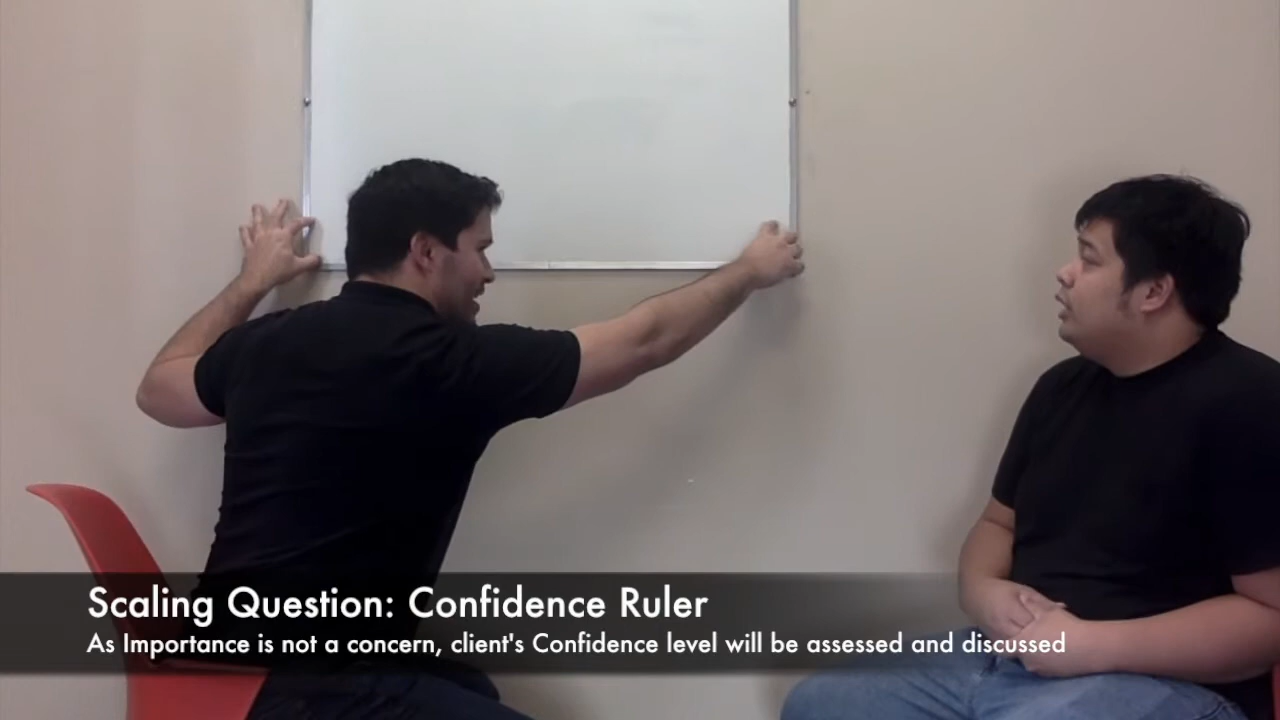 Scaling Question: Confidence Ruler
As Importance is not a concern, client's Confidence level will be assessed and discussed